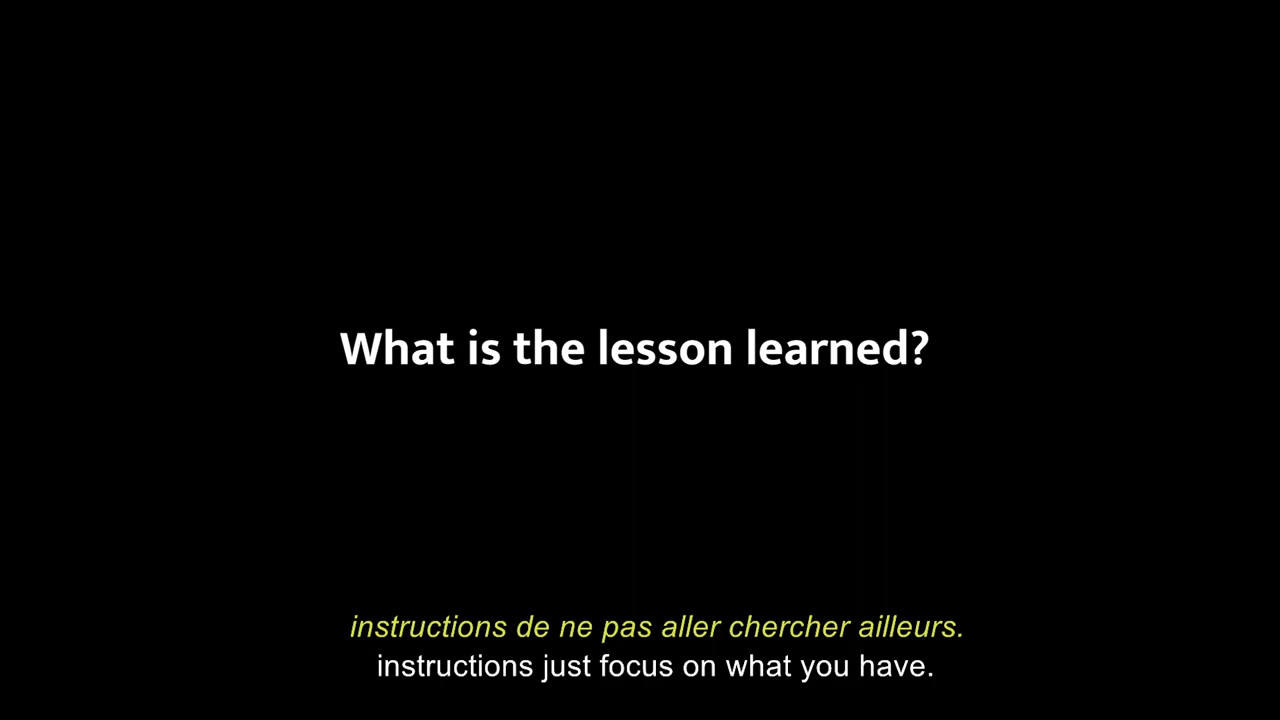 What is the lesson learned?
instructions de ne pas aller chercher ailleurs.
instructions just focus on what you have.